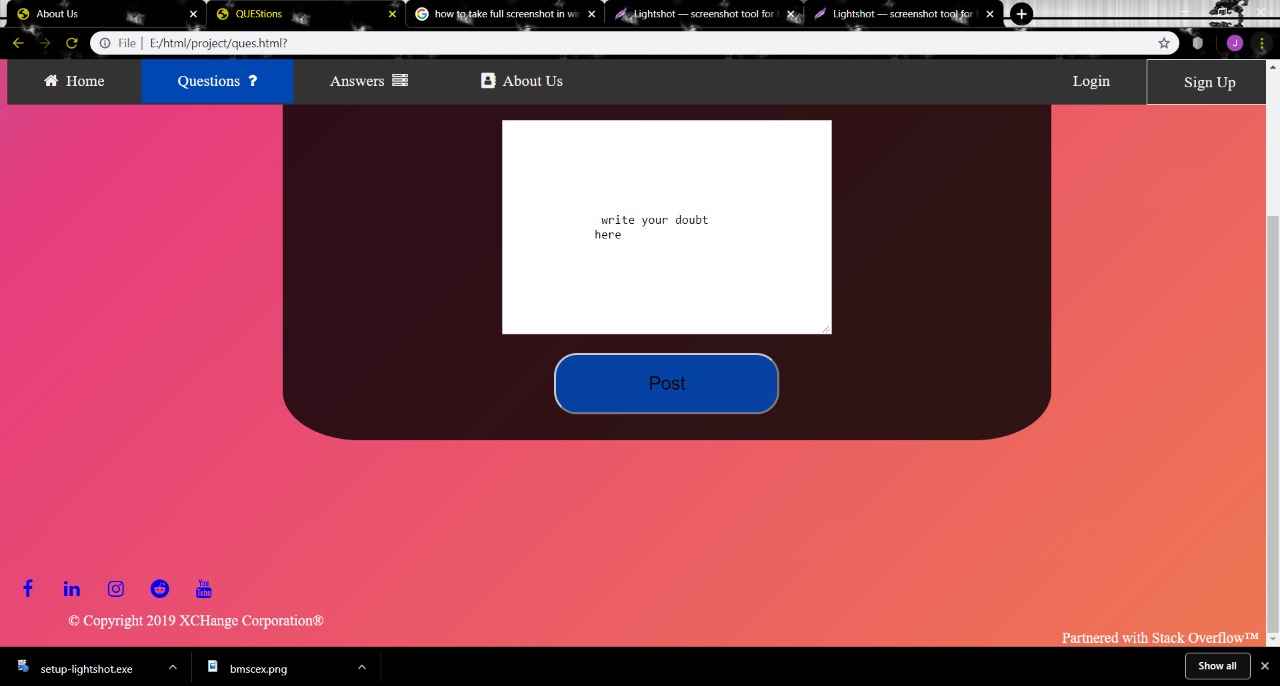 About Us
QUEStions
how to take full screenshot in wi
Lightshot — screenshot tool for
Lightshot — screenshot tool for
File | E:/html/project/ques.html?
J
Home
Questions ?
Answers
About Us
Login
Sign Up
write your doubt
here
Post
You
Tube
© Copyright 2019 XCHange Corporation®
Partnered with Stack Overflow™
setup-lightshot.exe
bmscex.png
Show all